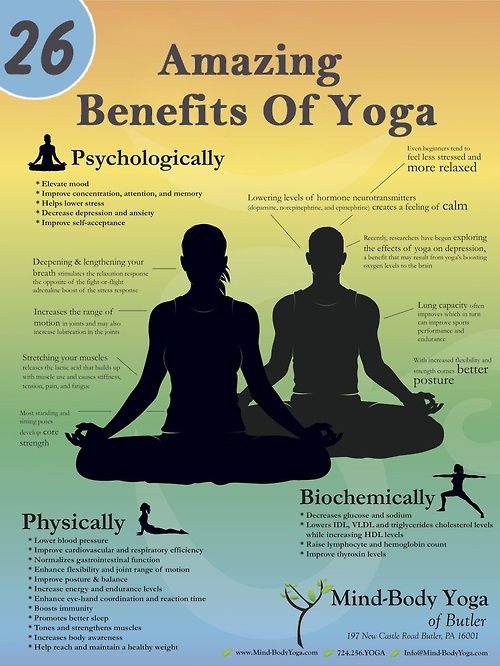 26
Amazing
Benefits Of Yoga
Psychologically
* Elevate mood
* Improve concentration, attention, and memory
* Helps lower stress
* Decrease depression and anxiety
* Improve self-acceptance
Even beginners tend to
feel less stressed and
more relaxed
Lowering levels of hormone neurotransmitters
(dopamine, norepinephrine, and epinephrine) creates a feeling of calm
Recently, researchers have begun exploring
the effects of yoga on depression,
a benefit that may result from yoga's boosting
oxygen levels to the brain
Deepening & lengthening your
breath stimulates the relaxation response
the opposite of the fight-or-flight
adrenaline boost of the stress response
Increases the range of
motion in joints and may also
increase lubrication in the joints
Lung capacity often
improves which in turn
can improve sports
performance and
endurance
Stretching your muscles
releases the lactic acid that builds up
with muscle use and causes stiffness,
tension, pain, and fatigue
With increased flexibility and
strength comes better
posture
Most standing and
sitting poses
develop core
strength
Biochemically
* Decreases glucose and sodium
* Lowers IDL, VLDL and triglycerides cholesterol levels
while increasing HDL levels
* Raise lymphocyte and hemoglobin count
* Improve thyroxin levels
Physically
* Lower blood pressure
* Improve cardiovascular and respiratory efficiency
* Normalizes gastrointestinal function
* Enhance flexibility and joint range of motion
* Improve posture & balance
* Increase energy and endurance levels
* Enhance eye-hand coordination and reaction time
* Boosts immunity
* Promotes better sleep
* Tones and strengthens muscles
* Increases body awareness
* Help reach and maintain a healthy weight
Mind-Body Yoga
of Butler
197 New Castle Road Butler, PA 16001
www.Mind-BodyYoga.com 724.256.YOGA Info@Mind-BodyYoga.com